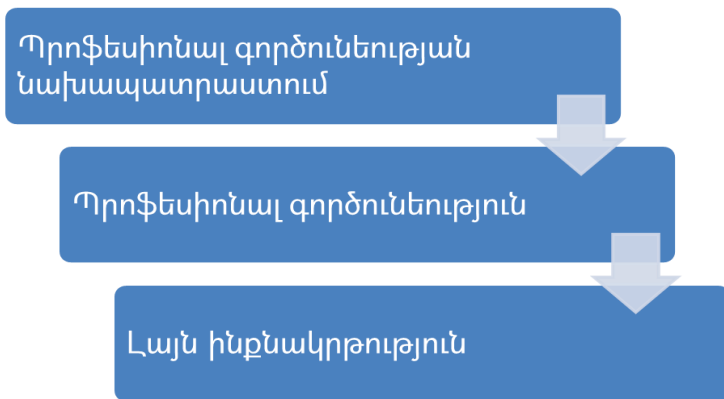 Պրոֆեսիոնալ գործունեության
նախապատրաստում
Պրոֆեսիոնալ գործունեություն
Լայն ինքնակրթություն